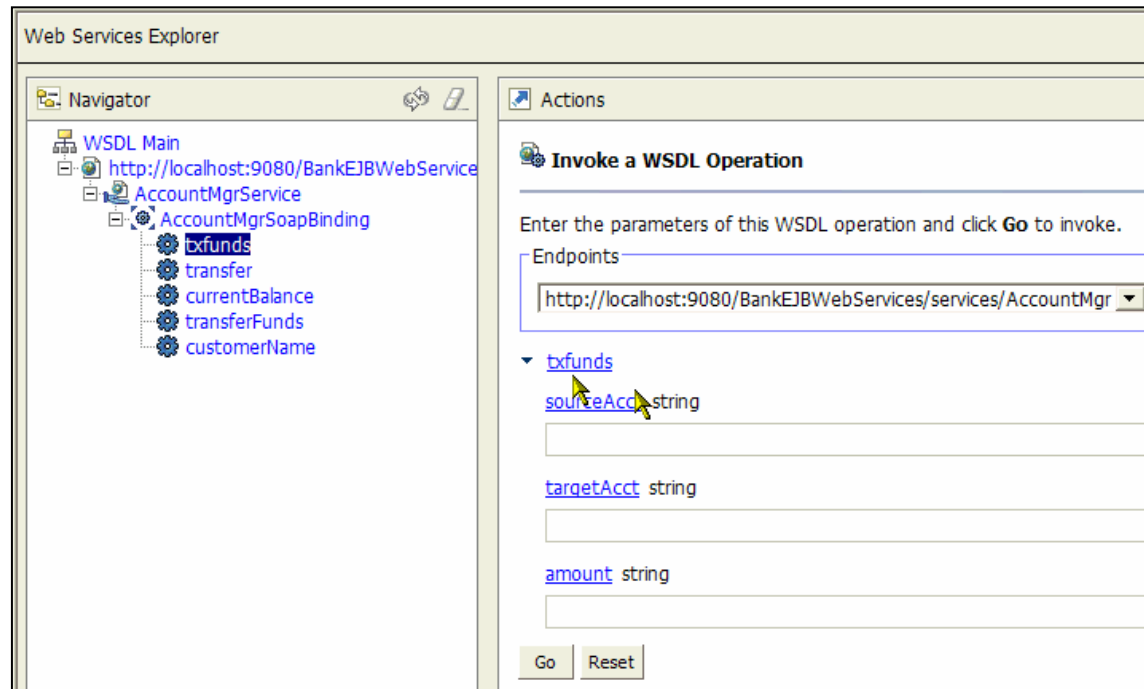 Web Services Explorer
Navigator
WSDL Main
http://localhost:9080/BankEJBWebService
AccountMgrService
AccountMgrSoapBinding
txfunds
transfer
currentBalance
transferFunds
customerName
Actions
Invoke a WSDL Operation
Enter the parameters of this WSDL operation and click Go to invoke.
Endpoints
http://localhost:9080/BankEJBWebServices/services/AccountMgr
txfunds
sourceAcct string
targetAcct string
amount string
Go Reset